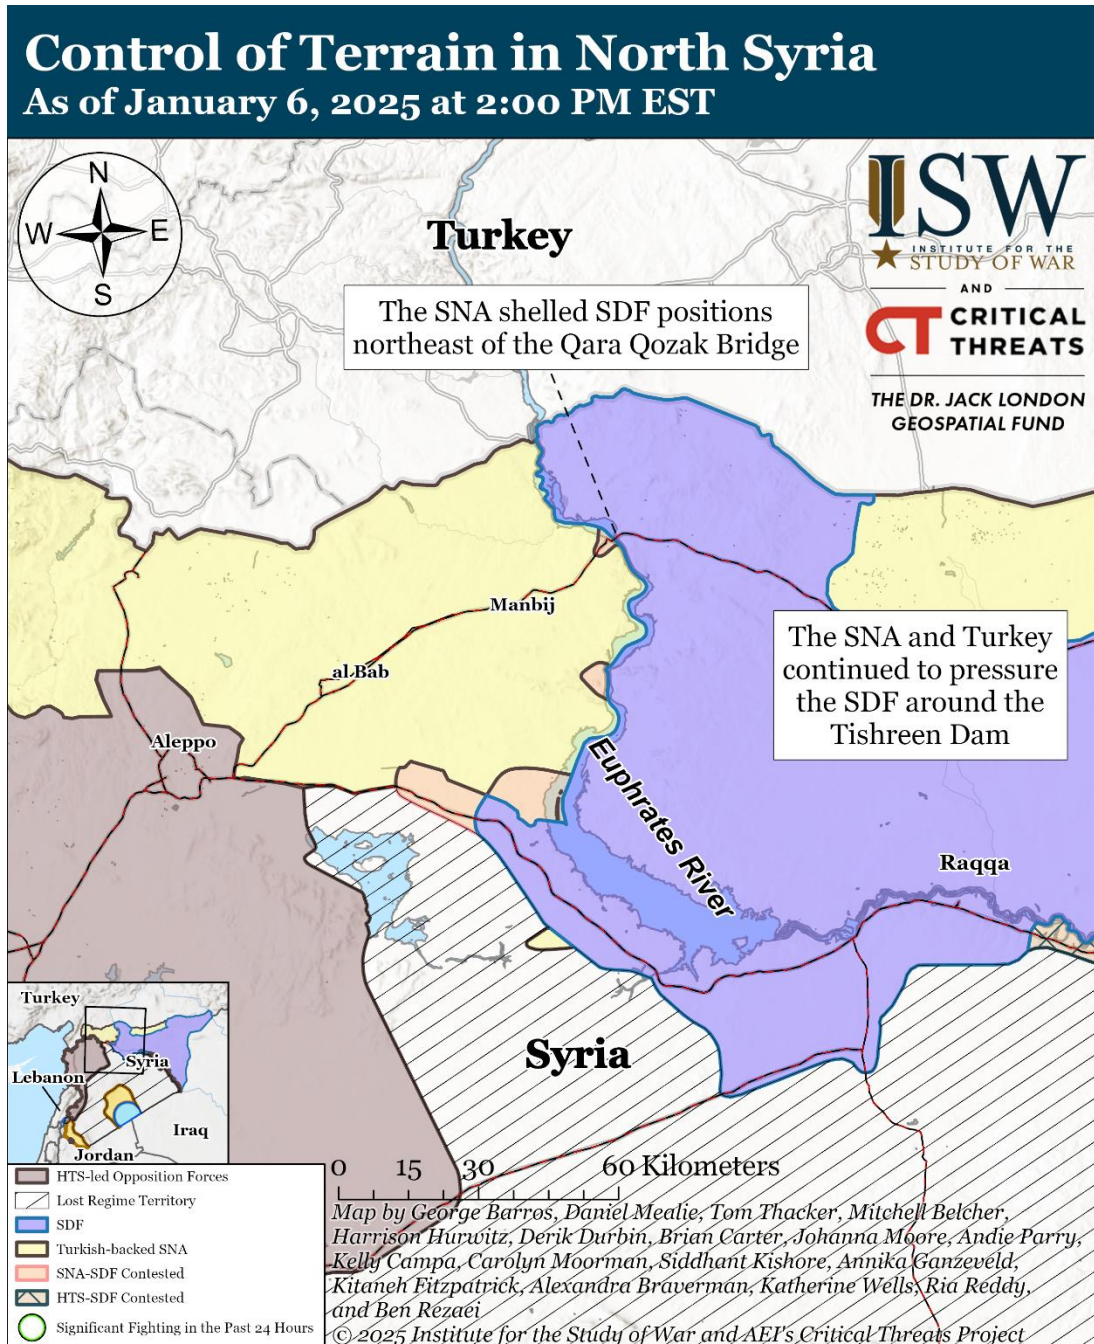 Control of Terrain in North Syria
As of January 6, 2025 at 2:00 PM EST
N
W
E
S
Turkey
ISW
INSTITUTE FOR THE
STUDY OF WAR
AND
CT CRITICAL
THREATS
THE DR. JACK LONDON
GEOSPATIAL FUND
The SNA shelled SDF positions
northeast of the Qara Qozak Bridge
Manbij
al Bab
Aleppo
The SNA and Turkey
continued to pressure
the SDF around the
Tishreen Dam
Euphrates River
Raqqa
Syria
Turkey
Syria
Lebanon
Iraq
Jordan
HTS-led Opposition Forces
Lost Regime Territory
SDF
Turkish-backed SNA
SNA-SDF Contested
HTS-SDF Contested
Significant Fighting in the Past 24 Hours
0 15 30 60 Kilometers
Map by George Barros, Daniel Mealie, Tom Thacker, Mitchell Belcher,
Harrison Hurwitz, Derik Durbin, Brian Carter, Johanna Moore, Andie Parry,
Kelly Campa, Carolyn Moorman, Siddhant Kishore, Annika Ganzeveld,
Kitaneh Fitzpatrick, Alexandra Braverman, Katherine Wells, Ria Reddy,
and Ben Rezaei
© 2025 Institute for the Study of War and AEI's Critical Threats Project